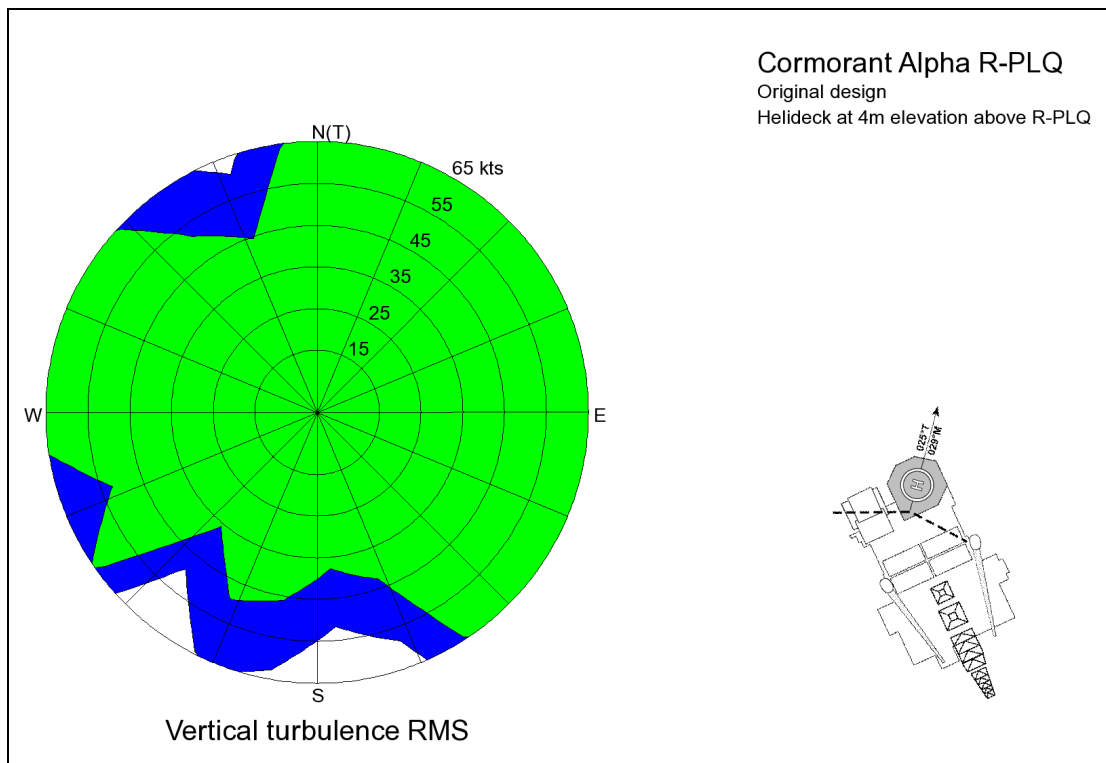 Cormorant Alpha R-PLQ
Original design
Helideck at 4m elevation above R-PLQ
N(T)
65 kts
55
45
35
25
15
W
E
S
Vertical turbulence RMS
025°T
029°M
H